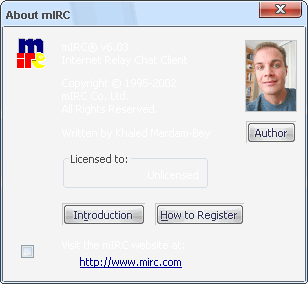 About mIRC
mIRC
mIRC® v6.03
Internet Relay Chat Client
Copyright © 1995-2002
mIRC Co. Ltd.
All Rights Reserved.
Written by Khaled Mardam-Bey
Author
Licensed to:
Unlicensed
Introduction
How to Register
Visit the mIRC website at:
http://www.mirc.com